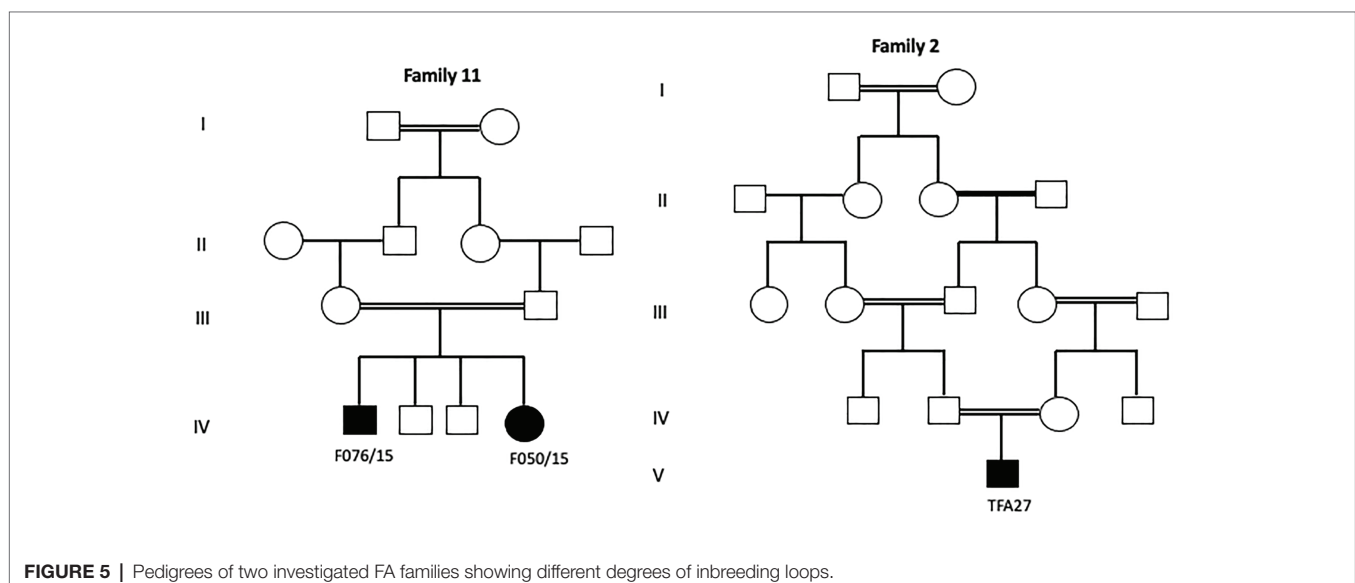 Family 11
I
II
III
IV
F076/15
F050/15
Family 2
I
II
III
IV
V
TFA27
FIGURE 5 | Pedigrees of two investigated FA families showing different degrees of inbreeding loops.